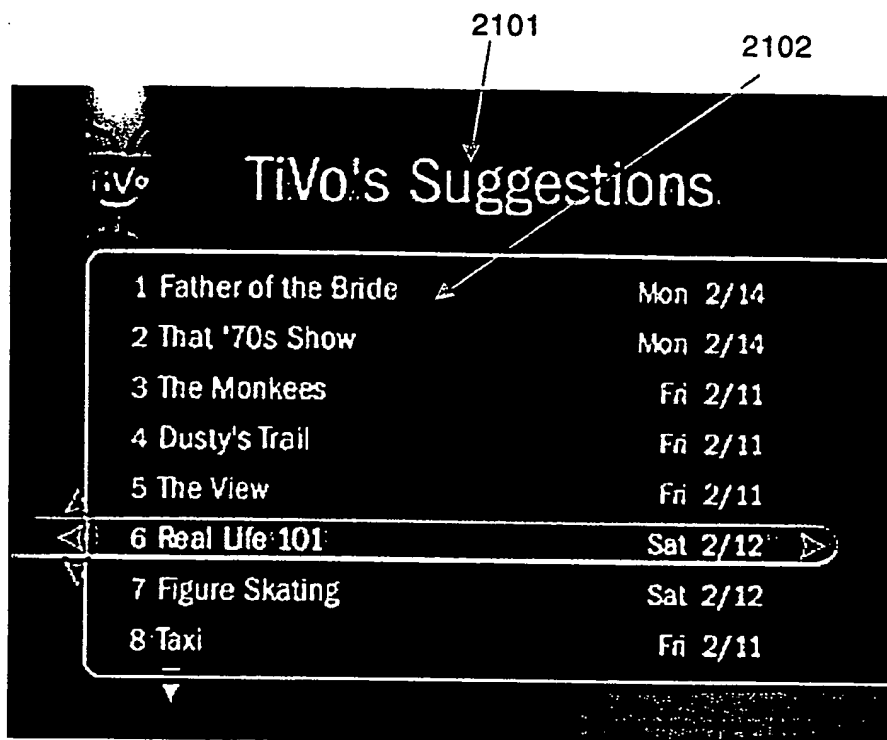 2101
2102
TiVo
TiVo's Suggestions
1 Father of the Bride Mon 2/14
2 That '70s Show Mon 2/14
3 The Monkees Fri 2/11
4 Dusty's Trail Fri 2/11
5 The View Fri 2/11
6 Real Life 101 Sat 2/12
7 Figure Skating Sat 2/12
8 Taxi Fri 2/11